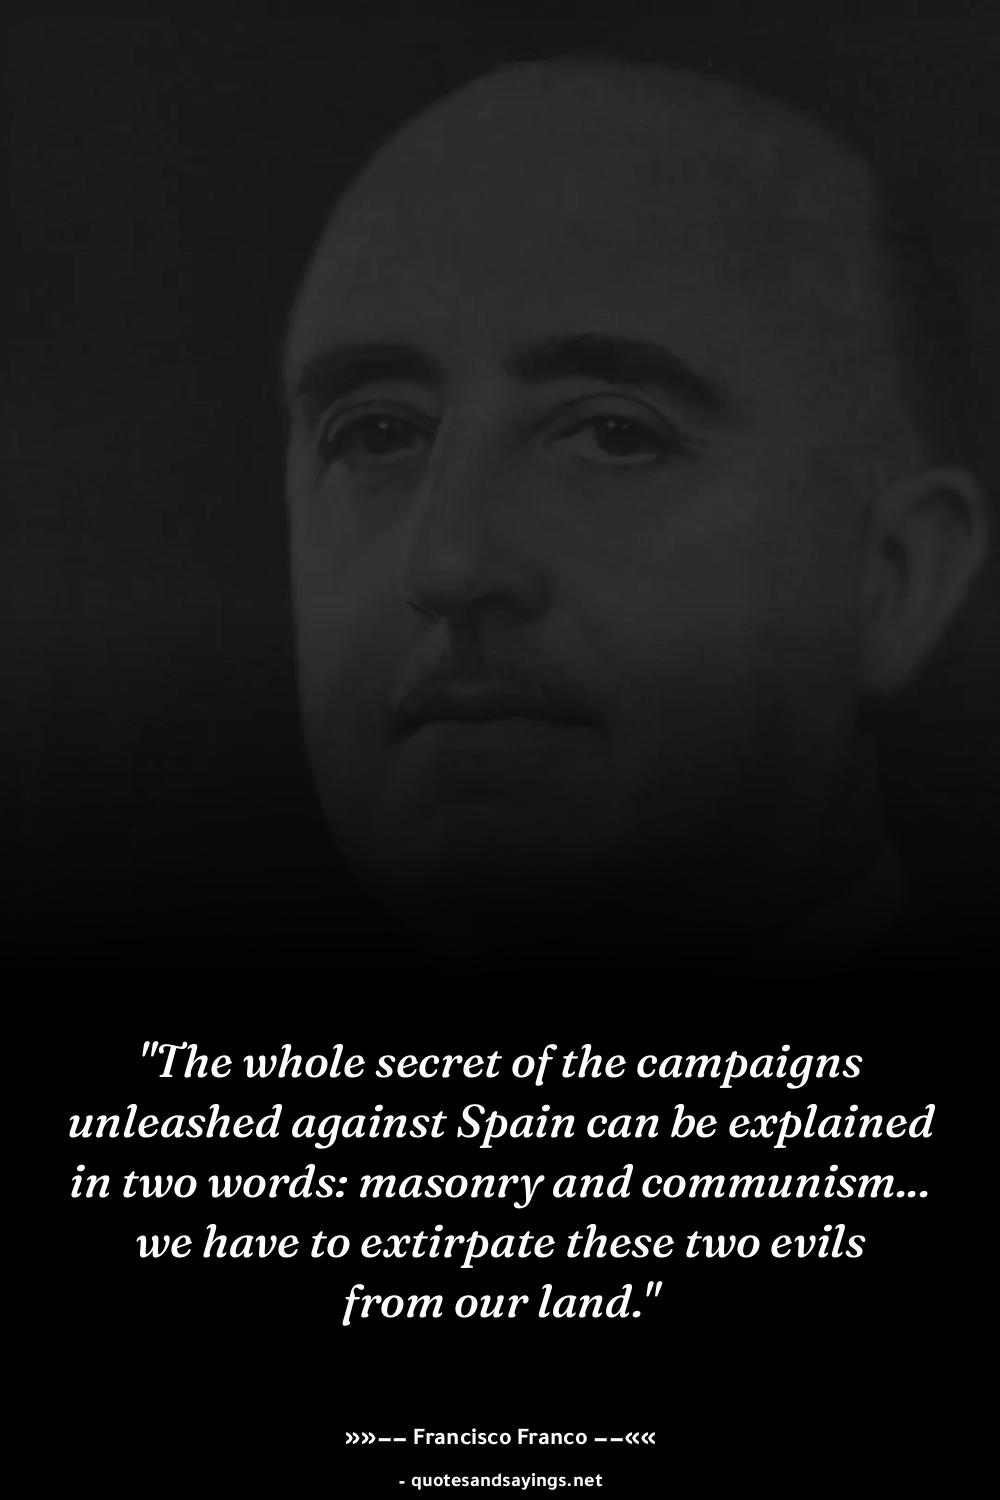 "The whole secret of the campaigns
unleashed against Spain can be explained
in two words: masonry and communism...
we have to extirpate these two evils
from our land."
»»–– Francisco Franco ––««
- quotesandsayings.net